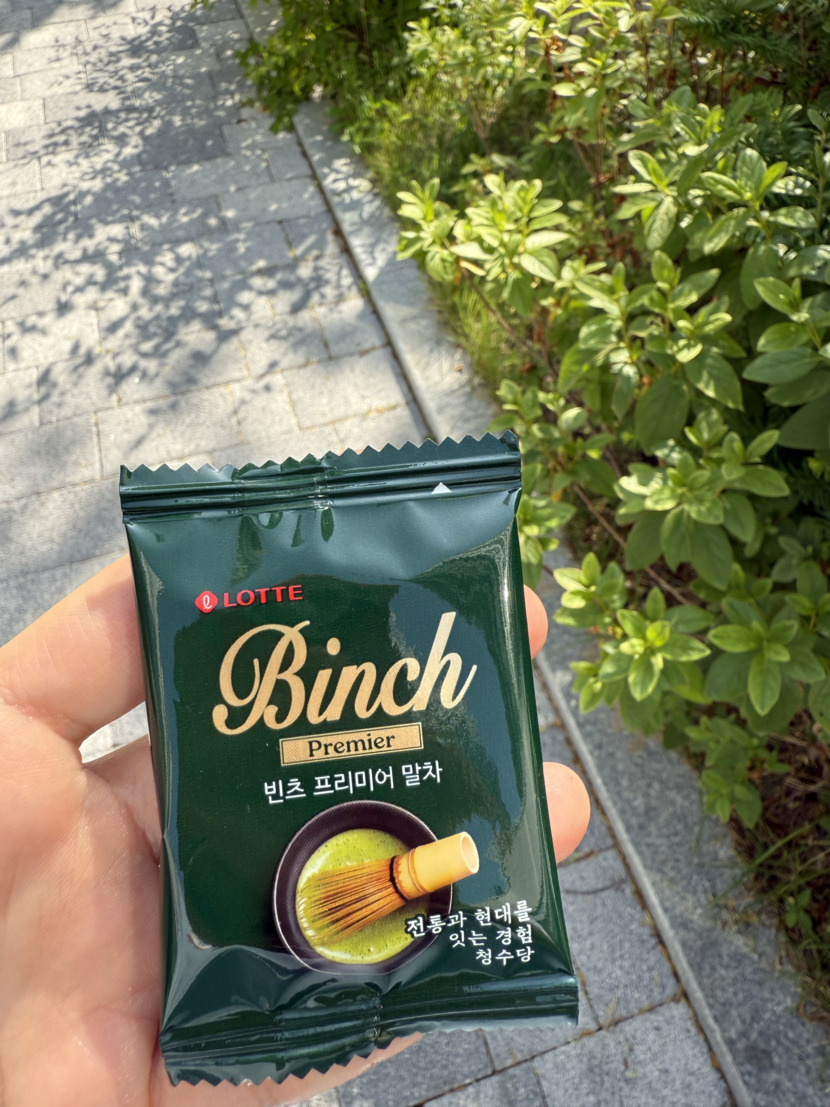 LOTTE
Binch
Premier
빈츠 프리미어 말차
전통과 현대를
잇는 경험
청수당